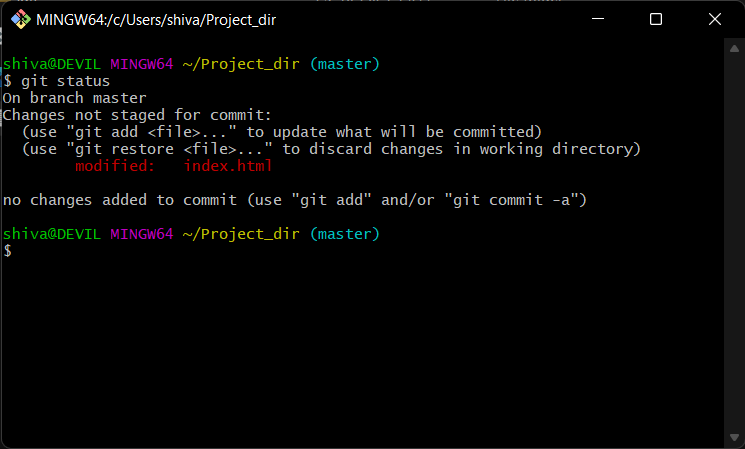 MINGW64:/c/Users/shiva/Project_dir
shiva@DEVIL MINGW64 ~/Project_dir (master)
$ git status
On branch master
Changes not staged for commit:
  (use "git add <file>..." to update what will be committed)
  (use "git restore <file>..." to discard changes in working directory)
        modified:   index.html
no changes added to commit (use "git add" and/or "git commit -a")
shiva@DEVIL MINGW64 ~/Project_dir (master)
$